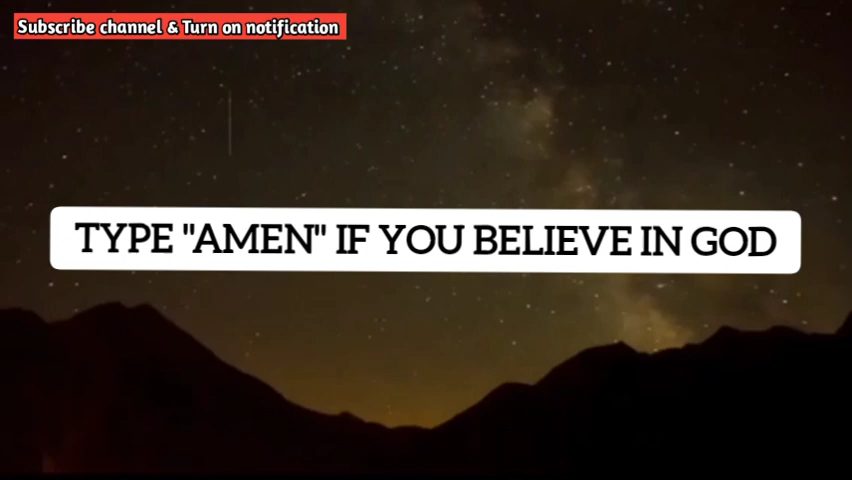 Subscribe channel & Turn on notification
TYPE "AMEN" IF YOU BELIEVE IN GOD